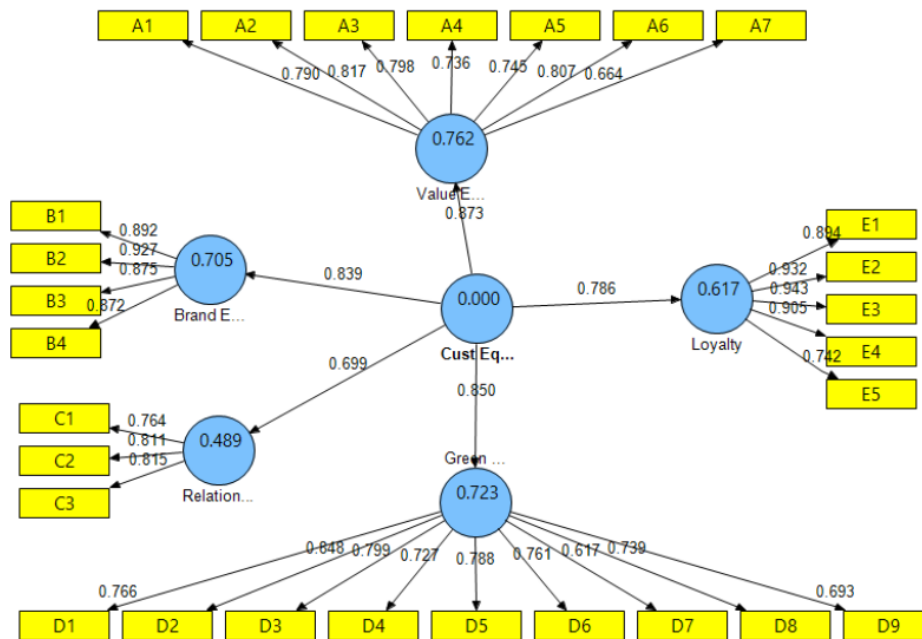 A1 A2 A3 A4 A5 A6 A7
0.790 0.817 0.798 0.736 0.745 0.807 0.664
0.762
Value E...
0.873
B1
B2
B3
B4
0.892
0.927
0.875
0.872
0.705
Brand E...
0.839
0.000
Cust Eq...
0.786
0.617
Loyalty
0.894
0.932
0.943
0.905
0.742
E1
E2
E3
E4
E5
0.699
0.850
C1
C2
C3
0.764
0.811
0.815
0.489
Relation...
Green ...
0.723
0.766 0.848 0.799 0.727 0.788 0.761 0.617 0.739 0.693
D1 D2 D3 D4 D5 D6 D7 D8 D9